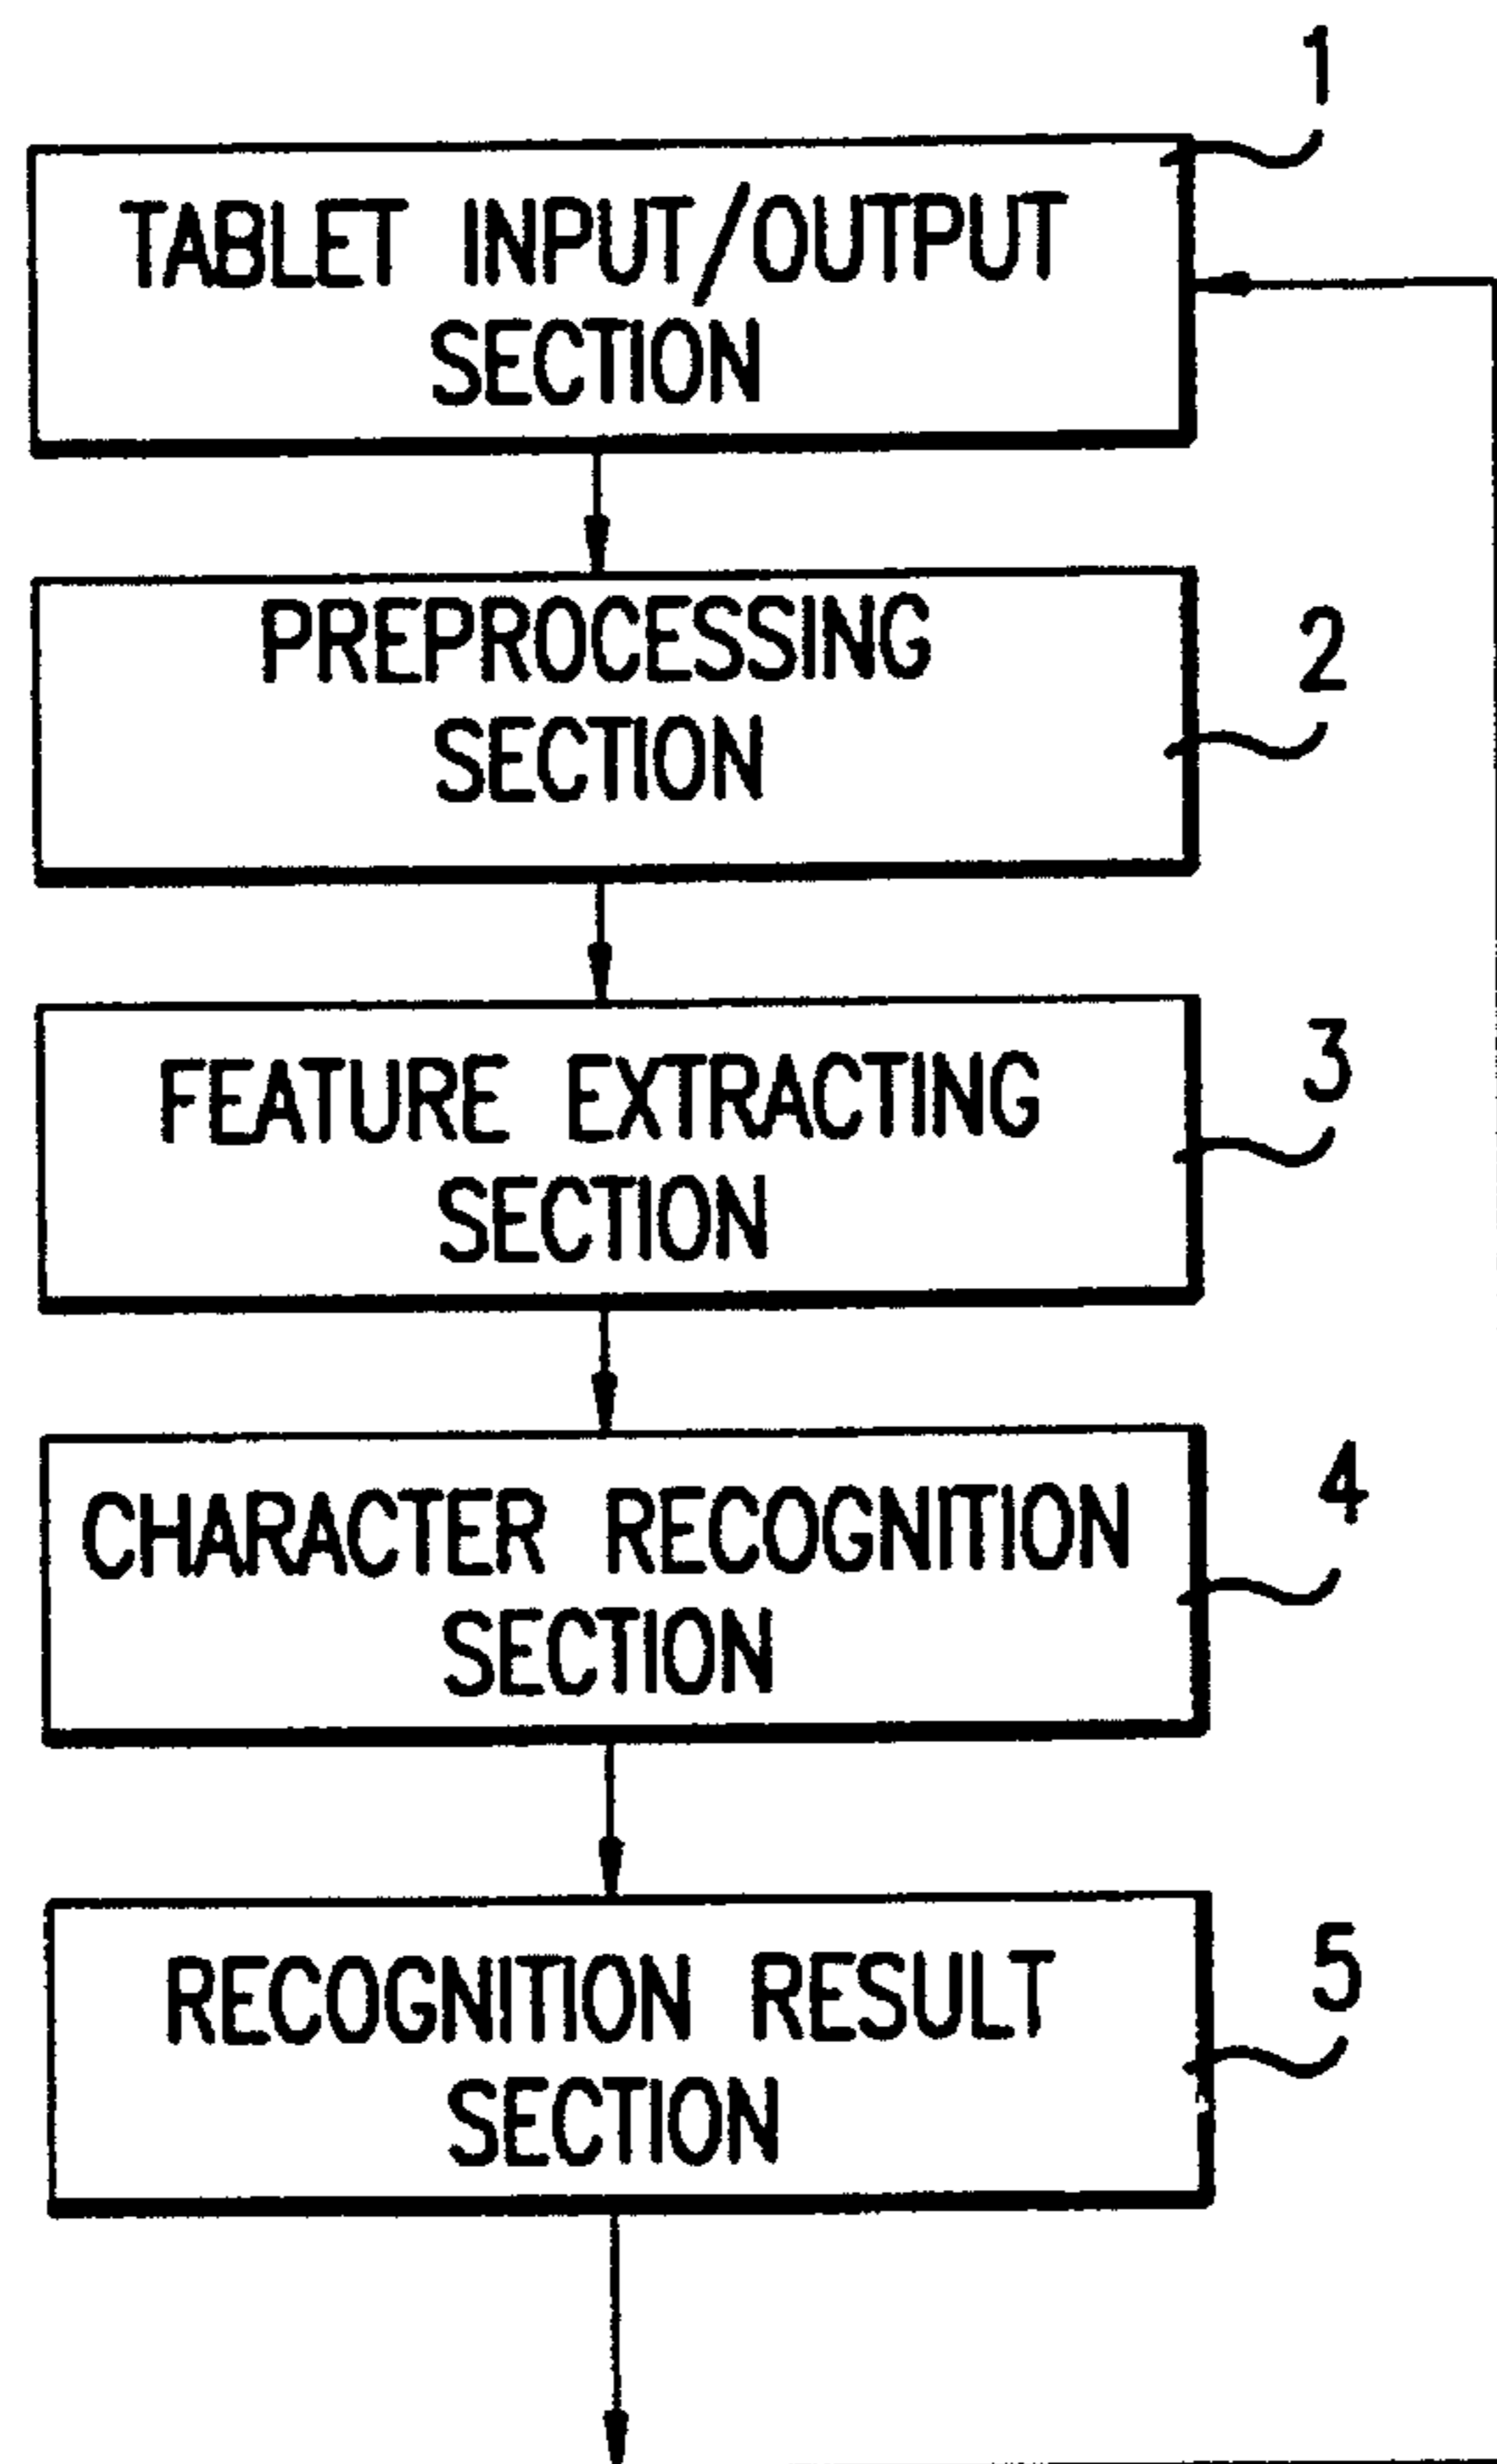 1
TABLET INPUT/OUTPUT
SECTION
PREPROCESSING
SECTION
2
FEATURE EXTRACTING
SECTION
3
CHARACTER RECOGNITION
SECTION
4
RECOGNITION RESULT
SECTION
5